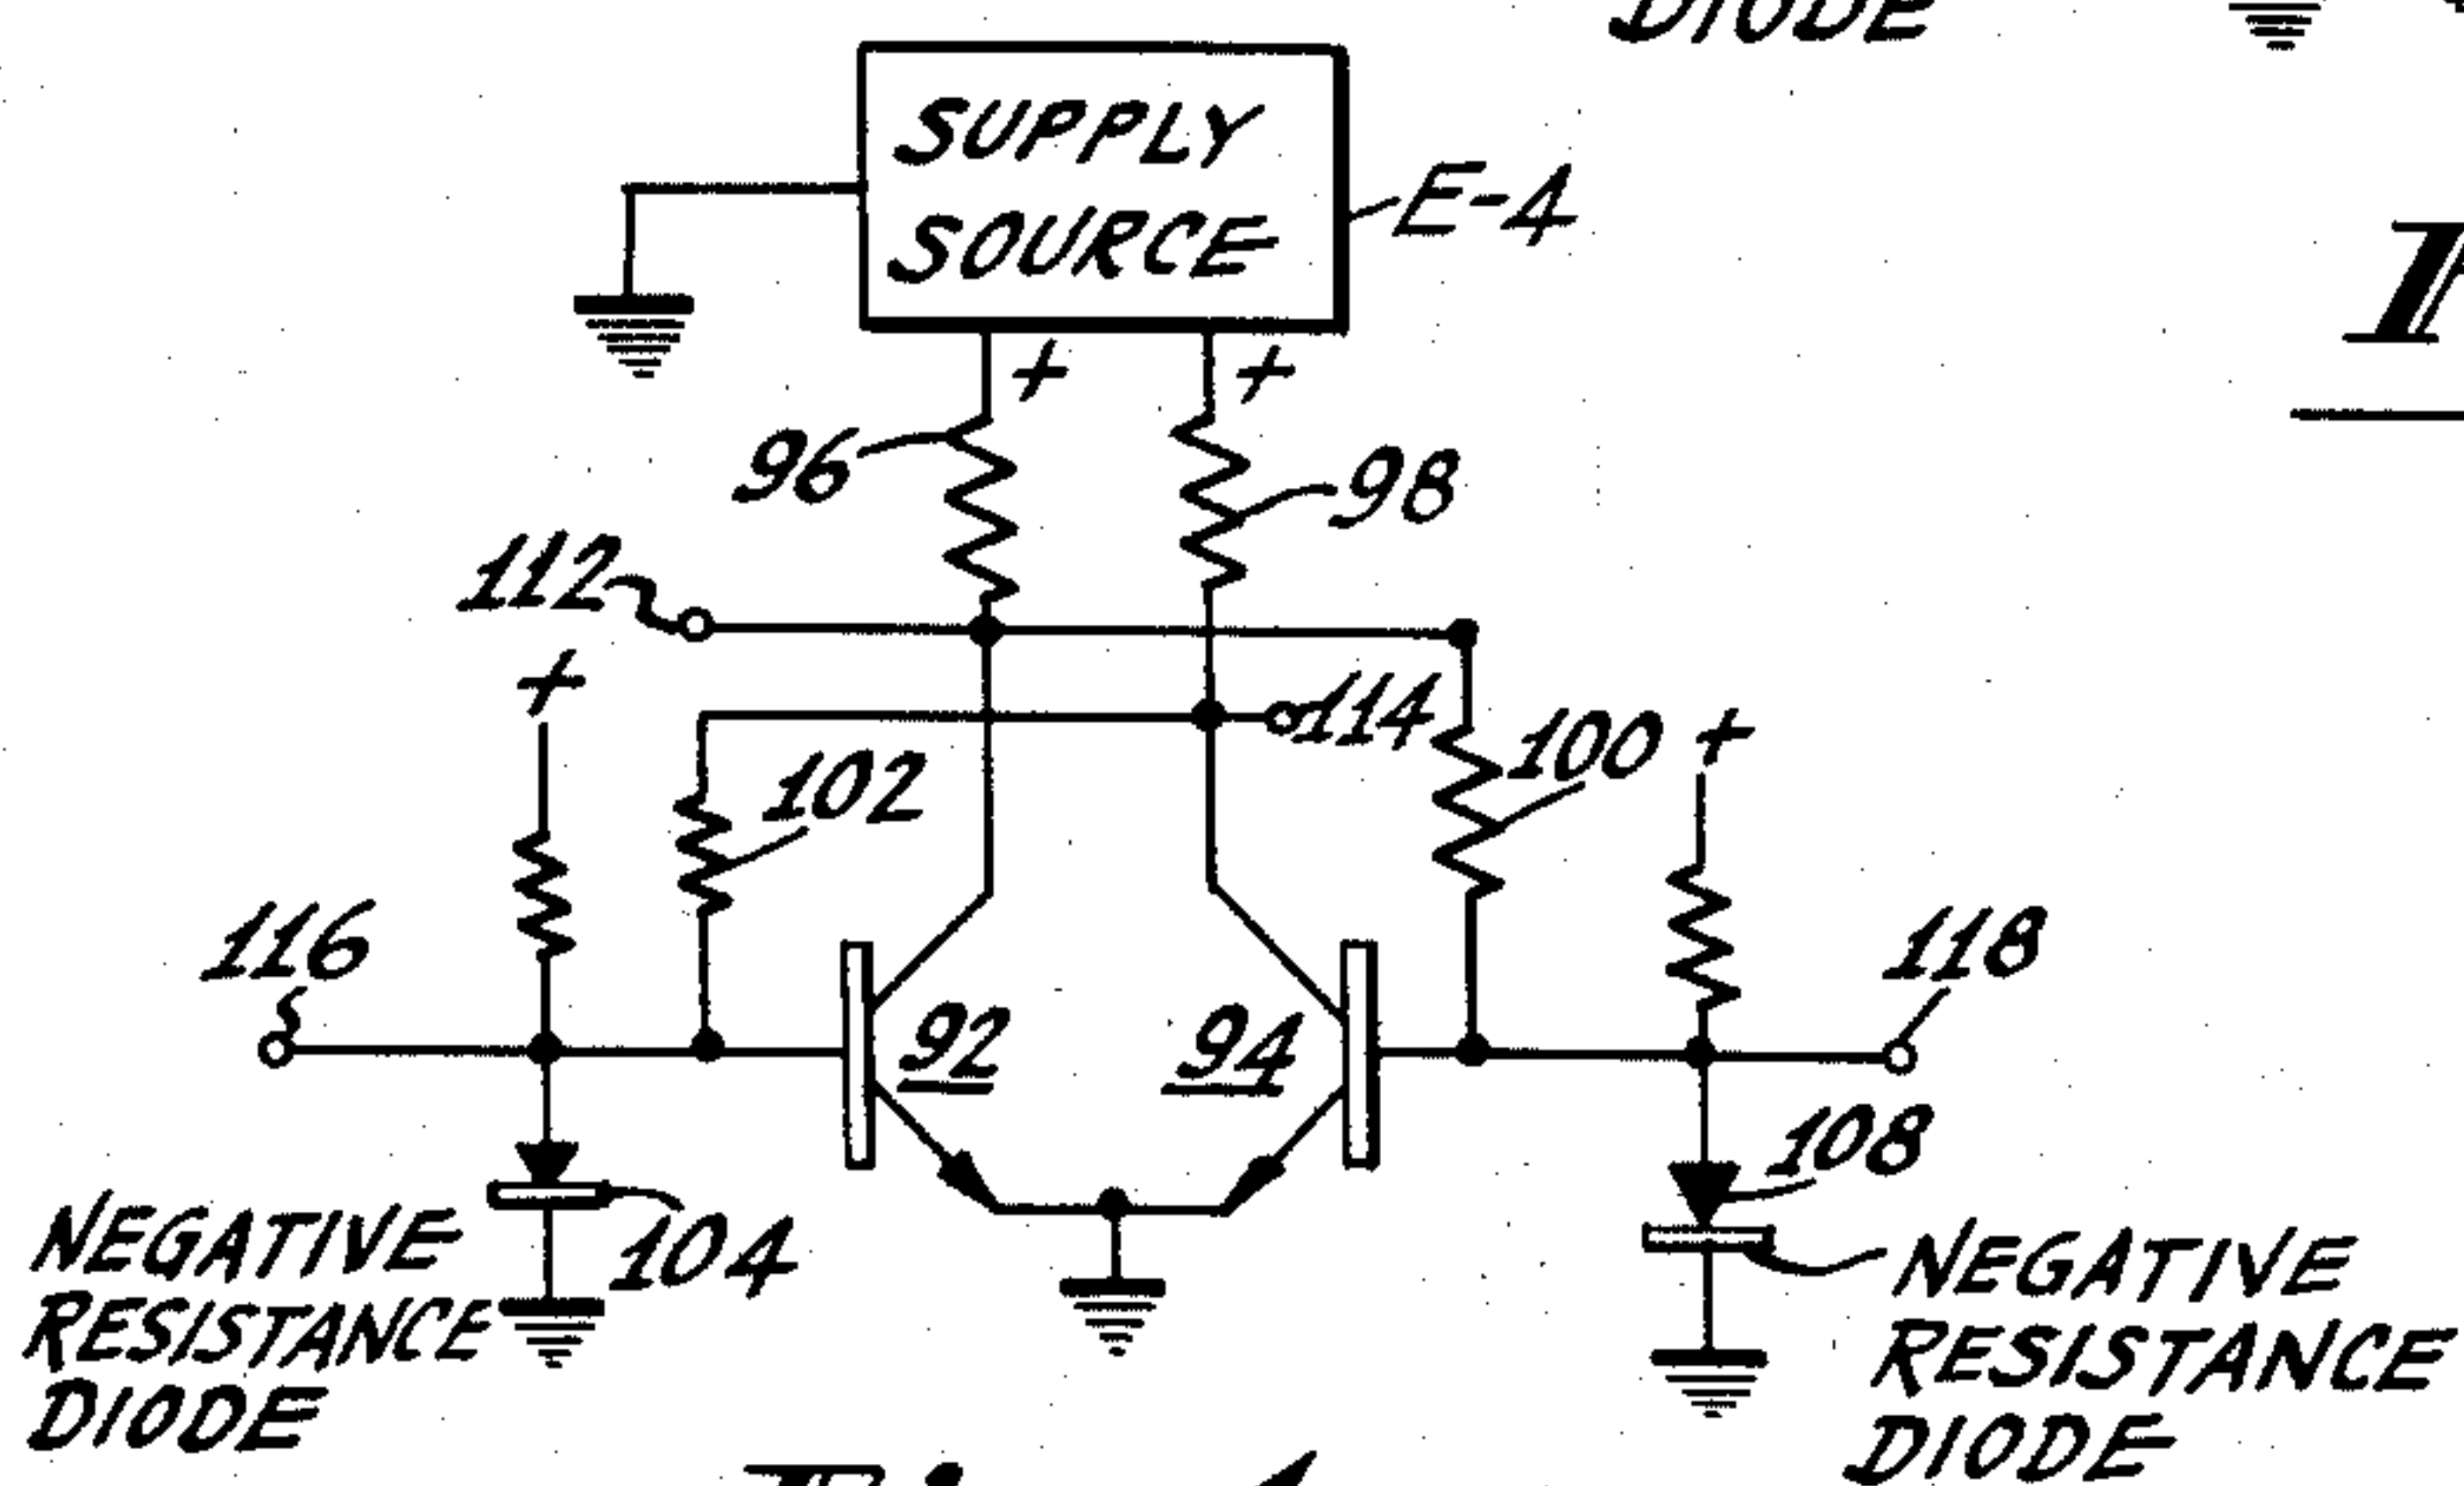 DIODE
SUPPLY
SOURCE
E-4
+ +
96
98
112
+
114
100
+
102
116
118
92
94
108
104
NEGATIVE
RESISTANCE
DIODE
NEGATIVE
RESISTANCE
DIODE